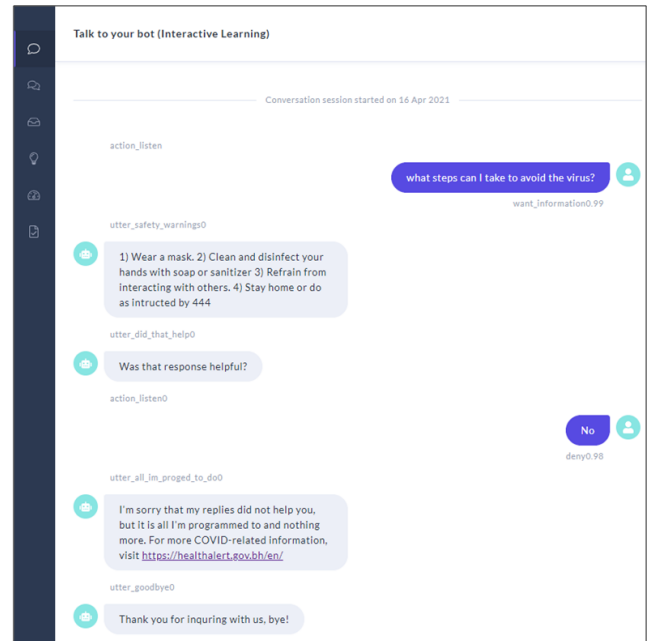 Talk to your bot (Interactive Learning)
Conversation session started on 16 Apr 2021
action_listen
what steps can I take to avoid the virus?
want_information0.99
utter_safety_warnings0
1) Wear a mask. 2) Clean and disinfect your
hands with soap or sanitizer 3) Refrain from
interacting with others. 4) Stay home or do
as intructed by 444
utter_did_that_help0
Was that response helpful?
action_listen0
No
deny0.98
utter_all_im_proged_to_do0
I'm sorry that my replies did not help you,
but it is all I'm programmed to and nothing
more. For more COVID-related information,
visit https://healthalert.gov.bh/en/
utter_goodbye0
Thank you for inquring with us, bye!